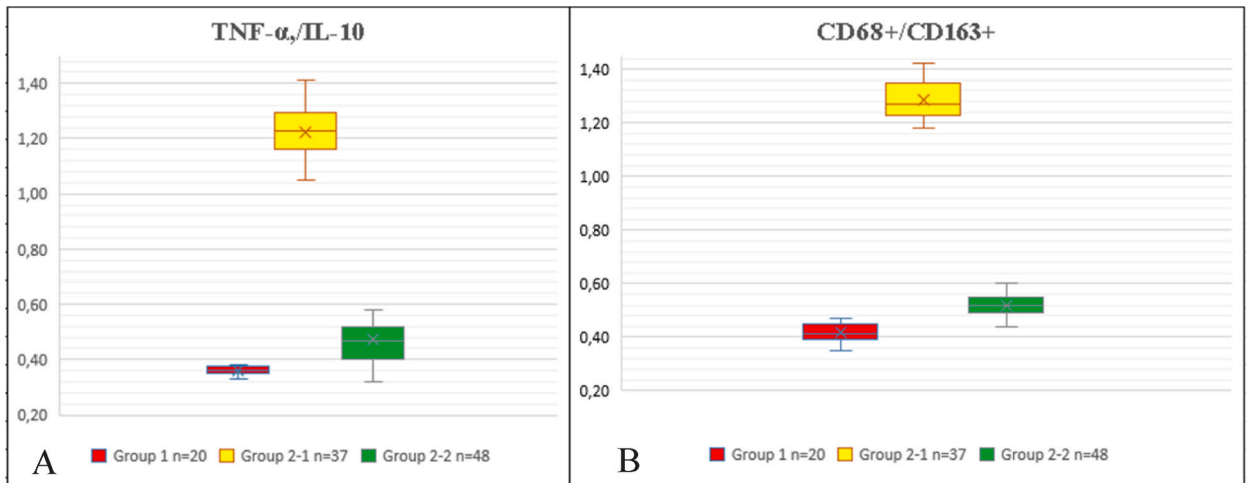 TNF-α,/IL-10
1,40
1,20
1,00
0,80
0,60
0,40
0,20
A
Group 1 n=20 Group 2-1 n=37 Group 2-2 n=48
CD68+/CD163+
1,40
1,20
1,00
0,80
0,60
0,40
0,20
B
Group 1 n=20 Group 2-1 n=37 Group 2-2 n=48